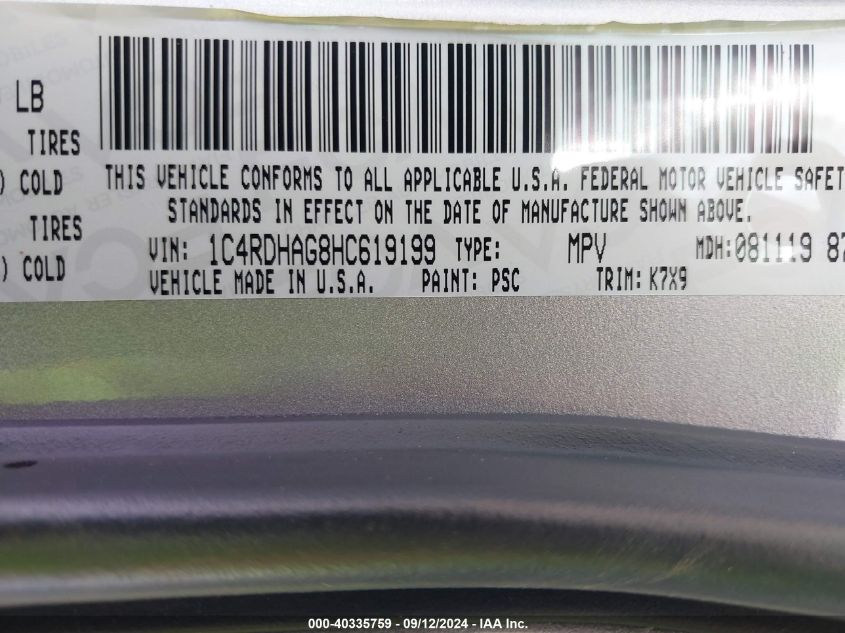 LB
TIRES
) COLD
THIS VEHICLE CONFORMS TO ALL APPLICABLE U.S.A. FEDERAL MOTOR VEHICLE SAFET
STANDARDS IN EFFECT ON THE DATE OF MANUFACTURE SHOWN ABOVE.
TIRES
VIN: 1C4RDHAG8HC619199 TYPE: MPV MDH:081119 87
) COLD
VEHICLE MADE IN U.S.A. PAINT: PSC TRIM: K7X9
000-40335759 - 09/12/2024 - IAA Inc.